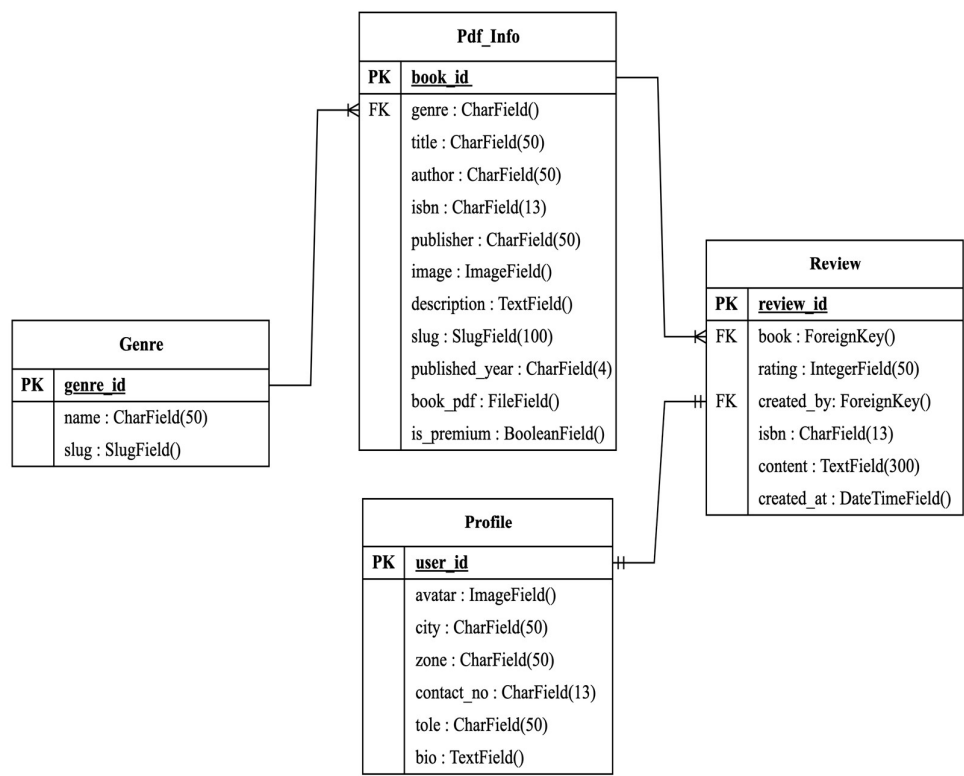 Pdf_Info
PK book_id
FK genre : CharField()
title : CharField(50)
author : CharField(50)
isbn : CharField(13)
publisher : CharField(50)
image : ImageField()
description : TextField()
slug : SlugField(100)
published_year : CharField(4)
book_pdf : FileField()
is_premium : BooleanField()
Genre
PK genre_id
name : CharField(50)
slug : SlugField()
Review
PK review_id
FK book : ForeignKey()
rating : IntegerField(50)
FK created_by: ForeignKey()
isbn : CharField(13)
content : TextField(300)
created_at : DateTimeField()
Profile
PK user_id
avatar : ImageField()
city : CharField(50)
zone : CharField(50)
contact_no : CharField(13)
tole : CharField(50)
bio : TextField()